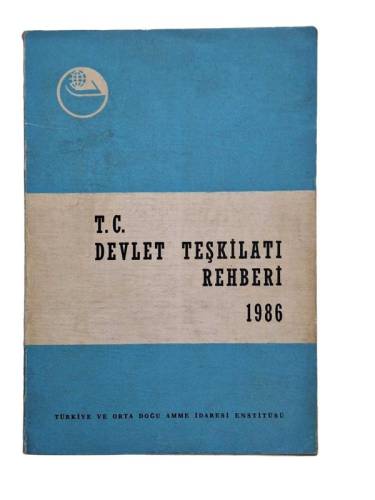 T. C.
DEVLET TEŞKİLATI
REHBERİ
1986
TÜRKİYE VE ORTA DOĞU AMME İDARESİ ENSTİTÜSÜ